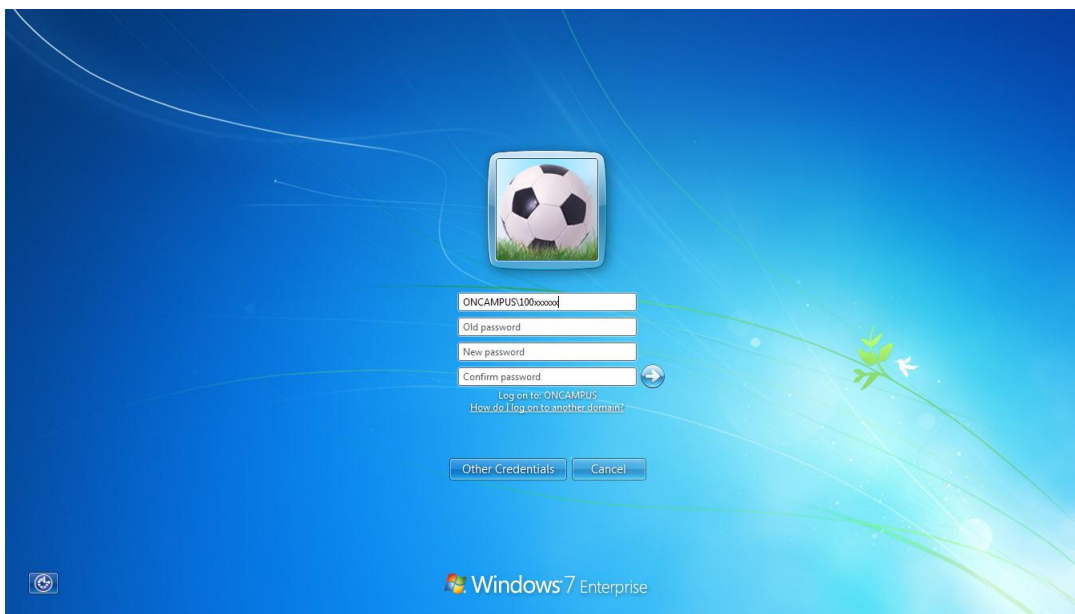 ONCAMPUS\100xxxxxx
Old password
New password
Confirm password
Log on to: ONCAMPUS
How do I log on to another domain?
Other Credentials Cancel
Windows 7 Enterprise